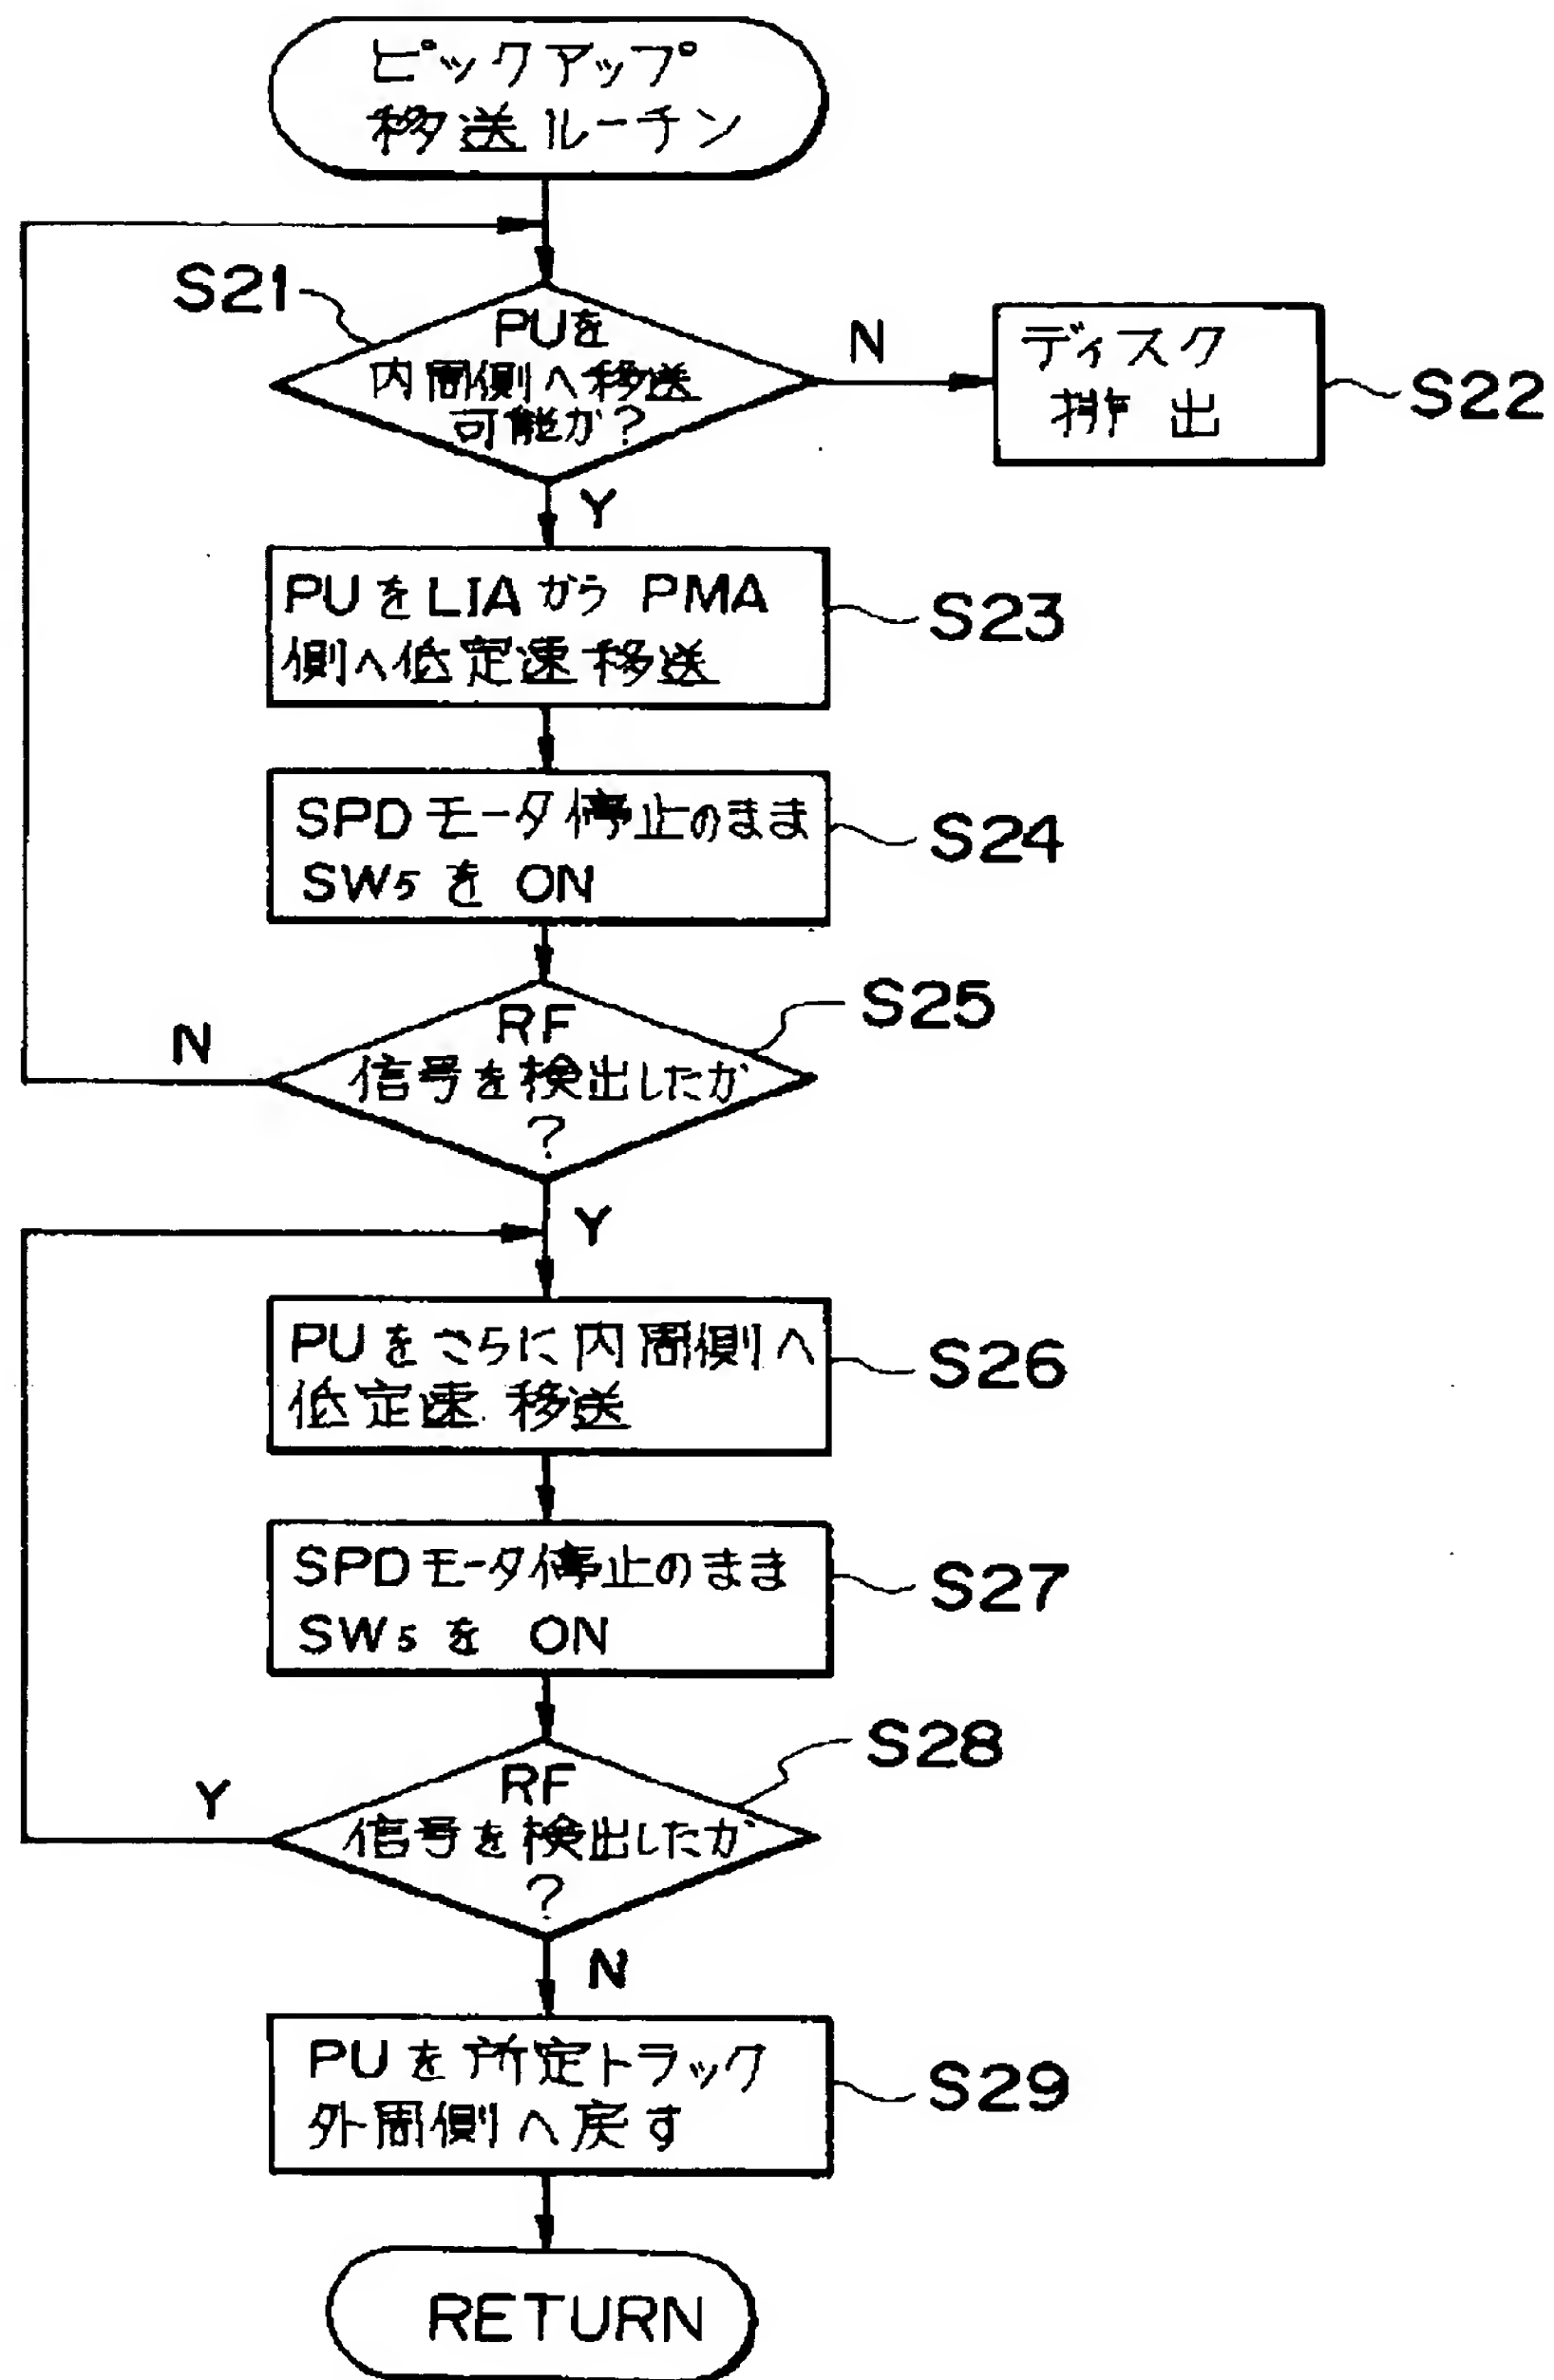 ピックアップ
移送ルーチン
S21
PUを
内周側へ移送
可能か?
N
ディスク
排出
S22
Y
PUをLIAから PMA
側へ低定速移送
S23
SPDモータ停止のまま
SW5を ON
S24
RF
信号を検出したか
?
S25
N
Y
PUをさらに内周側へ
低定速移送
S26
SPDモータ停止のまま
SW5を ON
S27
RF
信号を検出したか
?
S28
Y
N
PUを所定トラック
外周側へ戻す
S29
RETURN